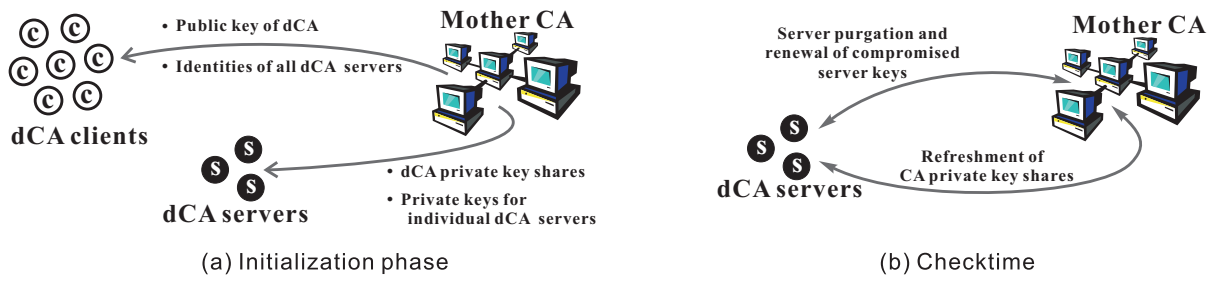 Mother CA
• Public key of dCA
• Identities of all dCA servers
C
C
C
C
C
C
C
C
dCA clients
S
S
S
dCA servers
• dCA private key shares
• Private keys for
individual dCA servers
(a) Initialization phase
Mother CA
Server purgation and
renewal of compromised
server keys
S
S
S
dCA servers
Refreshment of
CA private key shares
(b) Checktime